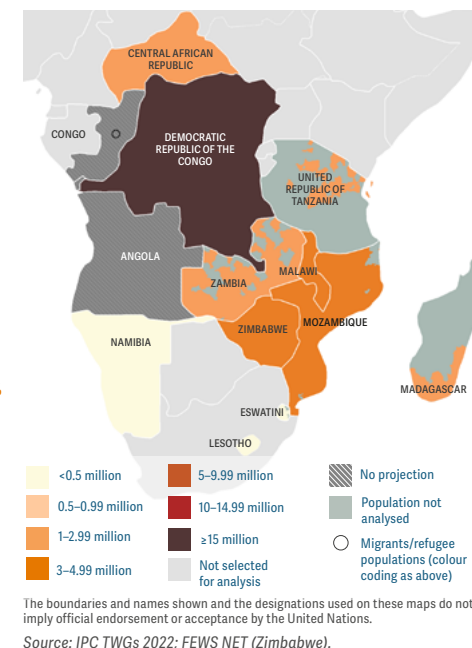 CENTRAL AFRICAN
REPUBLIC
CONGO
DEMOCRATIC
REPUBLIC OF THE
CONGO
UNITED
REPUBLIC OF
TANZANIA
ANGOLA
ZAMBIA
MALAWI
NAMIBIA
ZIMBABWE
MOZAMBIQUE
MADAGASCAR
ESWATINI
LESOTHO
<0.5 million
0.5–0.99 million
1–2.99 million
3–4.99 million
5–9.99 million
10–14.99 million
≥15 million
Not selected
for analysis
No projection
Population not
analysed
Migrants/refugee
populations (colour
coding as above)
The boundaries and names shown and the designations used on these maps do not
imply official endorsement or acceptance by the United Nations.
Source: IPC TWGs 2022; FEWS NET (Zimbabwe).